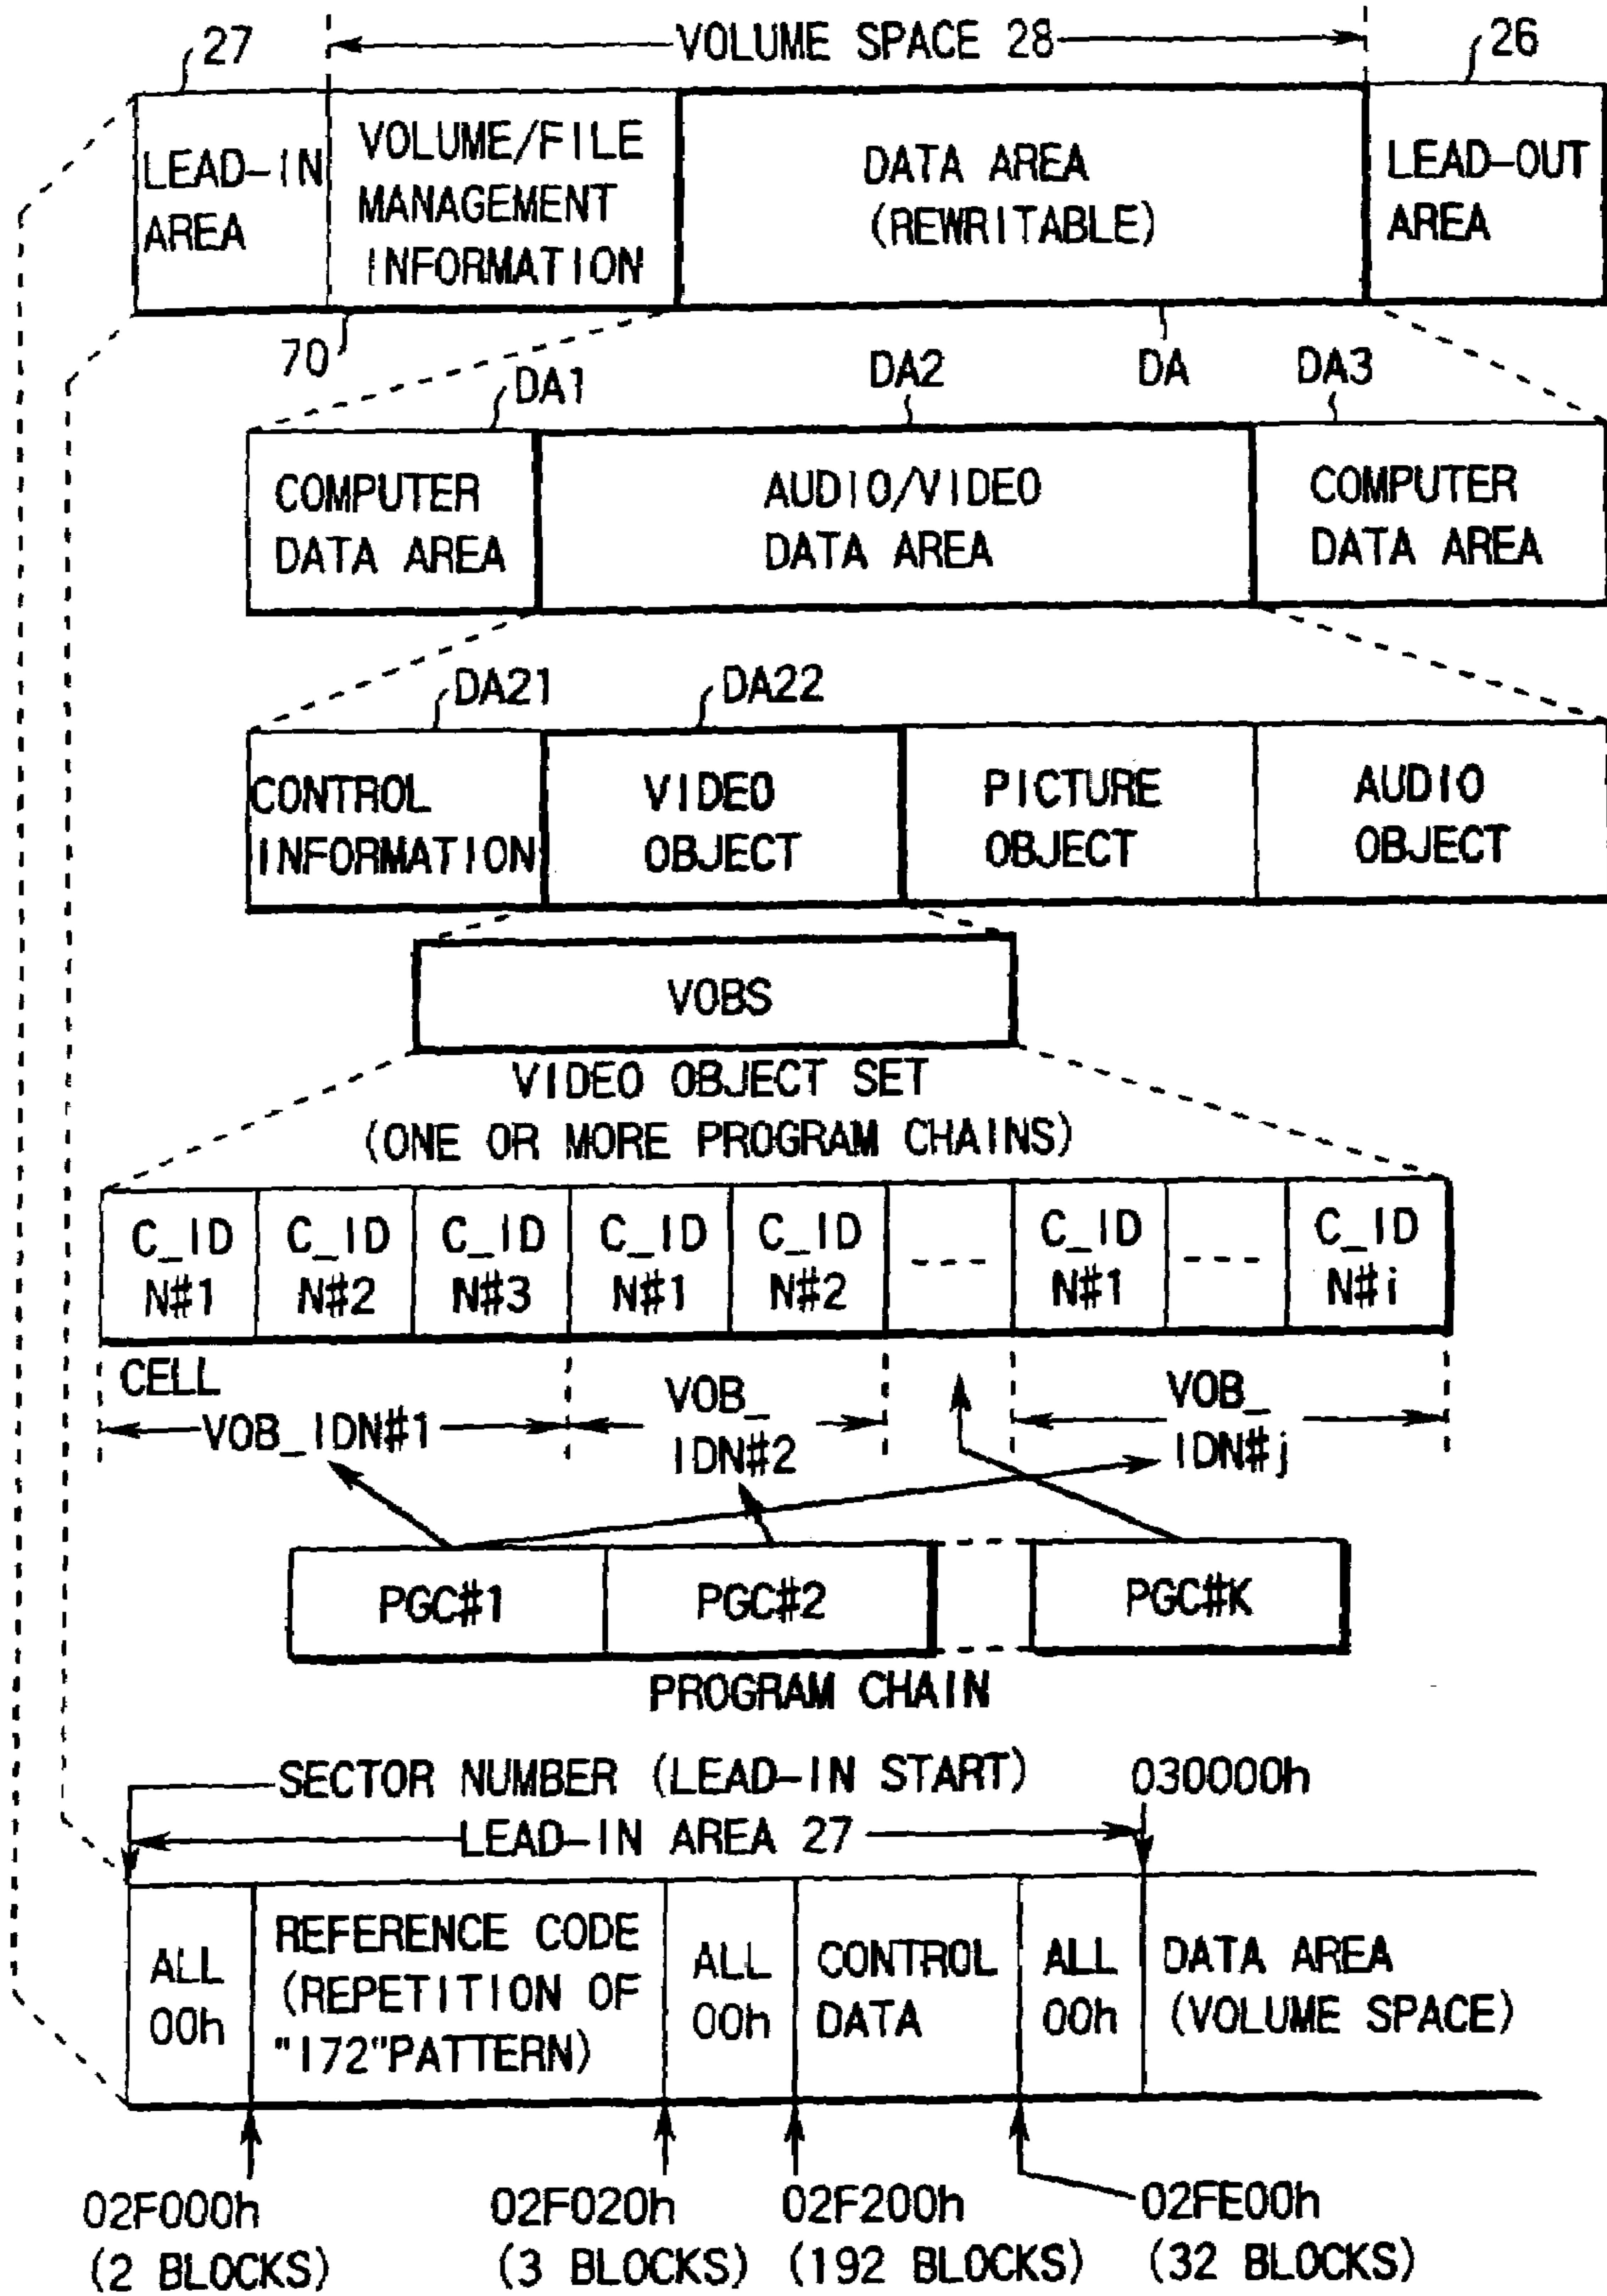 27
VOLUME SPACE 28
26
LEAD-IN
AREA
VOLUME/FILE
MANAGEMENT
INFORMATION
DATA AREA
(REWRITABLE)
LEAD-OUT
AREA
70
DA1
DA2
DA
DA3
COMPUTER
DATA AREA
AUDIO/VIDEO
DATA AREA
COMPUTER
DATA AREA
DA21
DA22
CONTROL
INFORMATION
VIDEO
OBJECT
PICTURE
OBJECT
AUDIO
OBJECT
VOBS
VIDEO OBJECT SET
(ONE OR MORE PROGRAM CHAINS)
C_ID
N#1
C_ID
N#2
C_ID
N#3
C_ID
N#1
C_ID
N#2
C_ID
N#1
C_ID
N#i
CELL
VOB_IDN#1
VOB_
IDN#2
VOB_
IDN#j
PGC#1
PGC#2
PGC#K
PROGRAM CHAIN
SECTOR NUMBER (LEAD-IN START)
030000h
LEAD-IN AREA 27
ALL
00h
REFERENCE CODE
(REPETITION OF
"172"PATTERN)
ALL
00h
CONTROL
DATA
ALL
00h
DATA AREA
(VOLUME SPACE)
02F000h
(2 BLOCKS)
02F020h
(3 BLOCKS)
02F200h
(192 BLOCKS)
02FE00h
(32 BLOCKS)